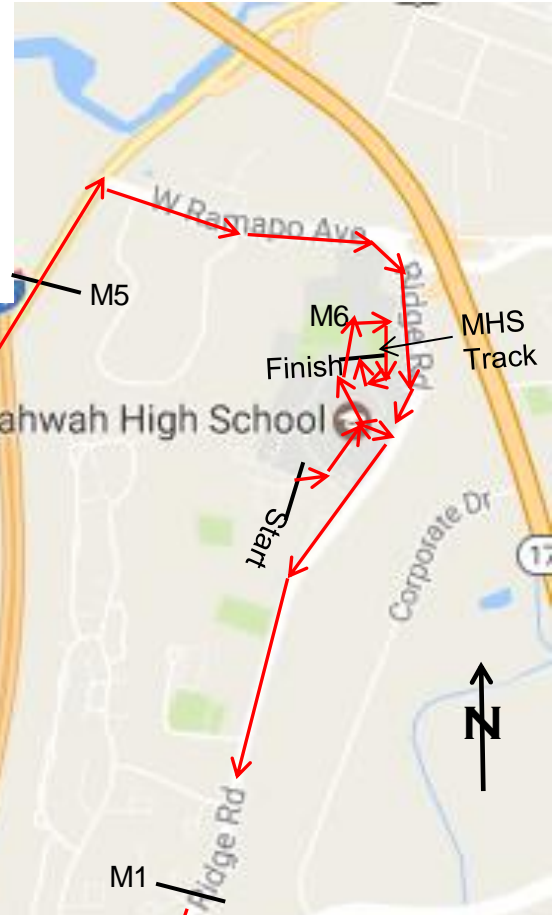 W Ramapo Ave
M5
Ridge Rd
M6
MHS
Track
Finish
ahwah High School
Start
Corporate Dr
17
N
Ridge Rd
M1